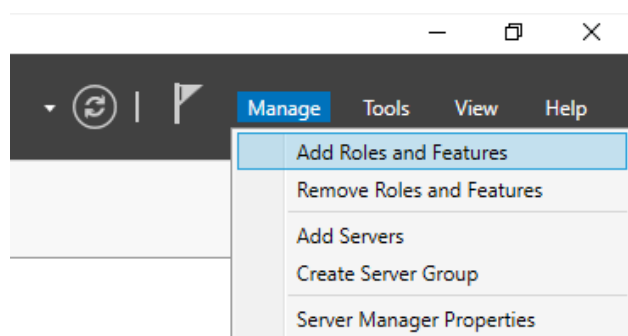 Manage Tools View Help
Add Roles and Features
Remove Roles and Features
Add Servers
Create Server Group
Server Manager Properties